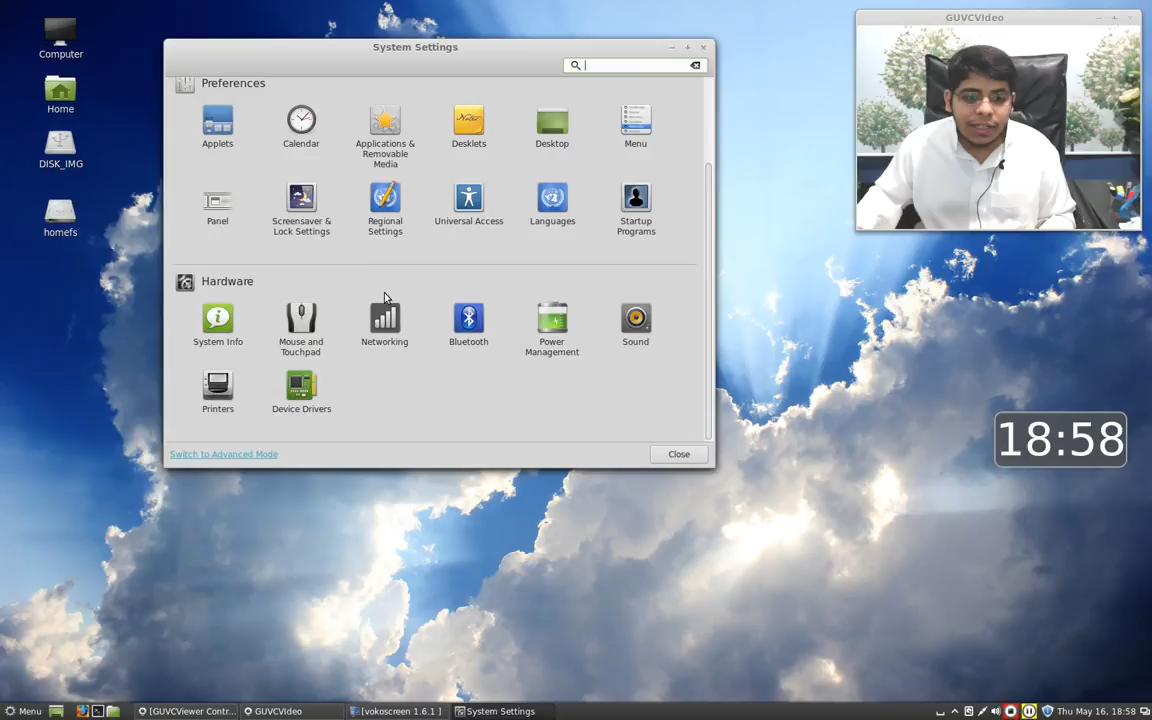 Computer
Home
DISK_IMG
homefs
System Settings
Preferences
Applets
Calendar
Applications &
Removable
Media
Desklets
Desktop
Menu
Panel
Screensaver &
Lock Settings
Regional
Settings
Universal Access
Languages
Startup
Programs
Hardware
System Info
Mouse and
Touchpad
Networking
Bluetooth
Power
Management
Sound
Printers
Device Drivers
Switch to Advanced Mode
Close
GUVCVIdeo
18:58
Menu
[GUVCViewer Contr...
GUVCVIdeo
[vokoscreen 1.6.1 ]
System Settings
Thu May 16, 18:58